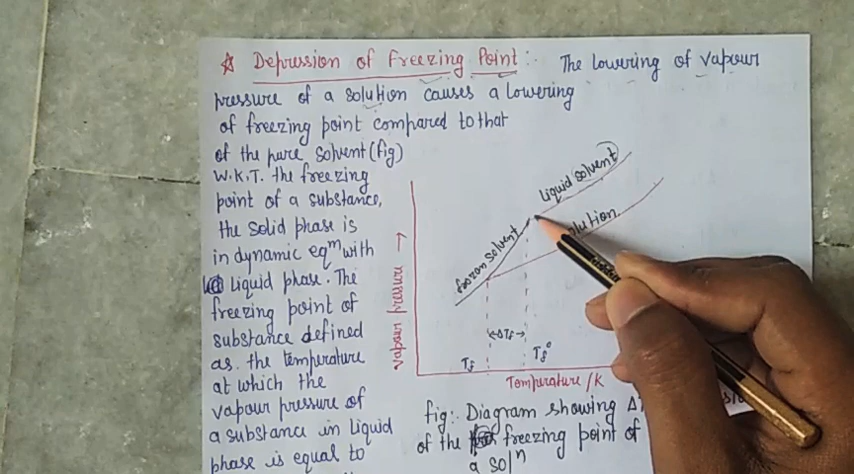 ☆ Depression of Freezing Point :- The lowering of vapour
pressure of a solution causes a lowering
of freezing point compared to that
of the pure solvent (fig)
W.K.T. the freezing
point of a substance,
the solid phase is
in dynamic eqᵐ with
Liquid phase. The
freezing point of
substance defined
as. the temperature
at which the
vapour pressure of
a substance in liquid
phase is equal to
Vapour pressure →
frozen solvent
Liquid solvent
lution
←ΔTf→
Tf
Tf°
Temperature /K
fig:. Diagram showing Δ
of the freezing point of
a solⁿ